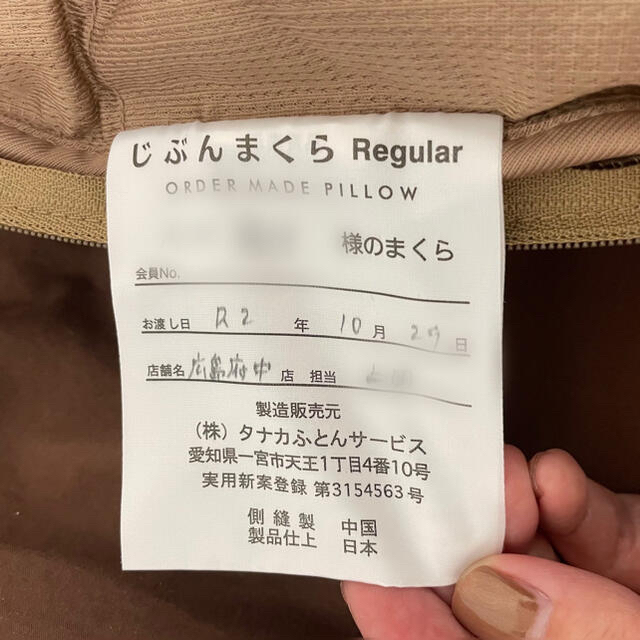 じぶんまくら Regular
ORDER MADE PILLOW
様のまくら
会員No.
お渡し日 R2 年 10 月 29 日
店舗名 広島府中 店 担当
製造販売元
(株) タナカふとんサービス
愛知県一宮市天王1丁目4番10号
実用新案登録 第3154563号
側縫製 中国
製品仕上 日本